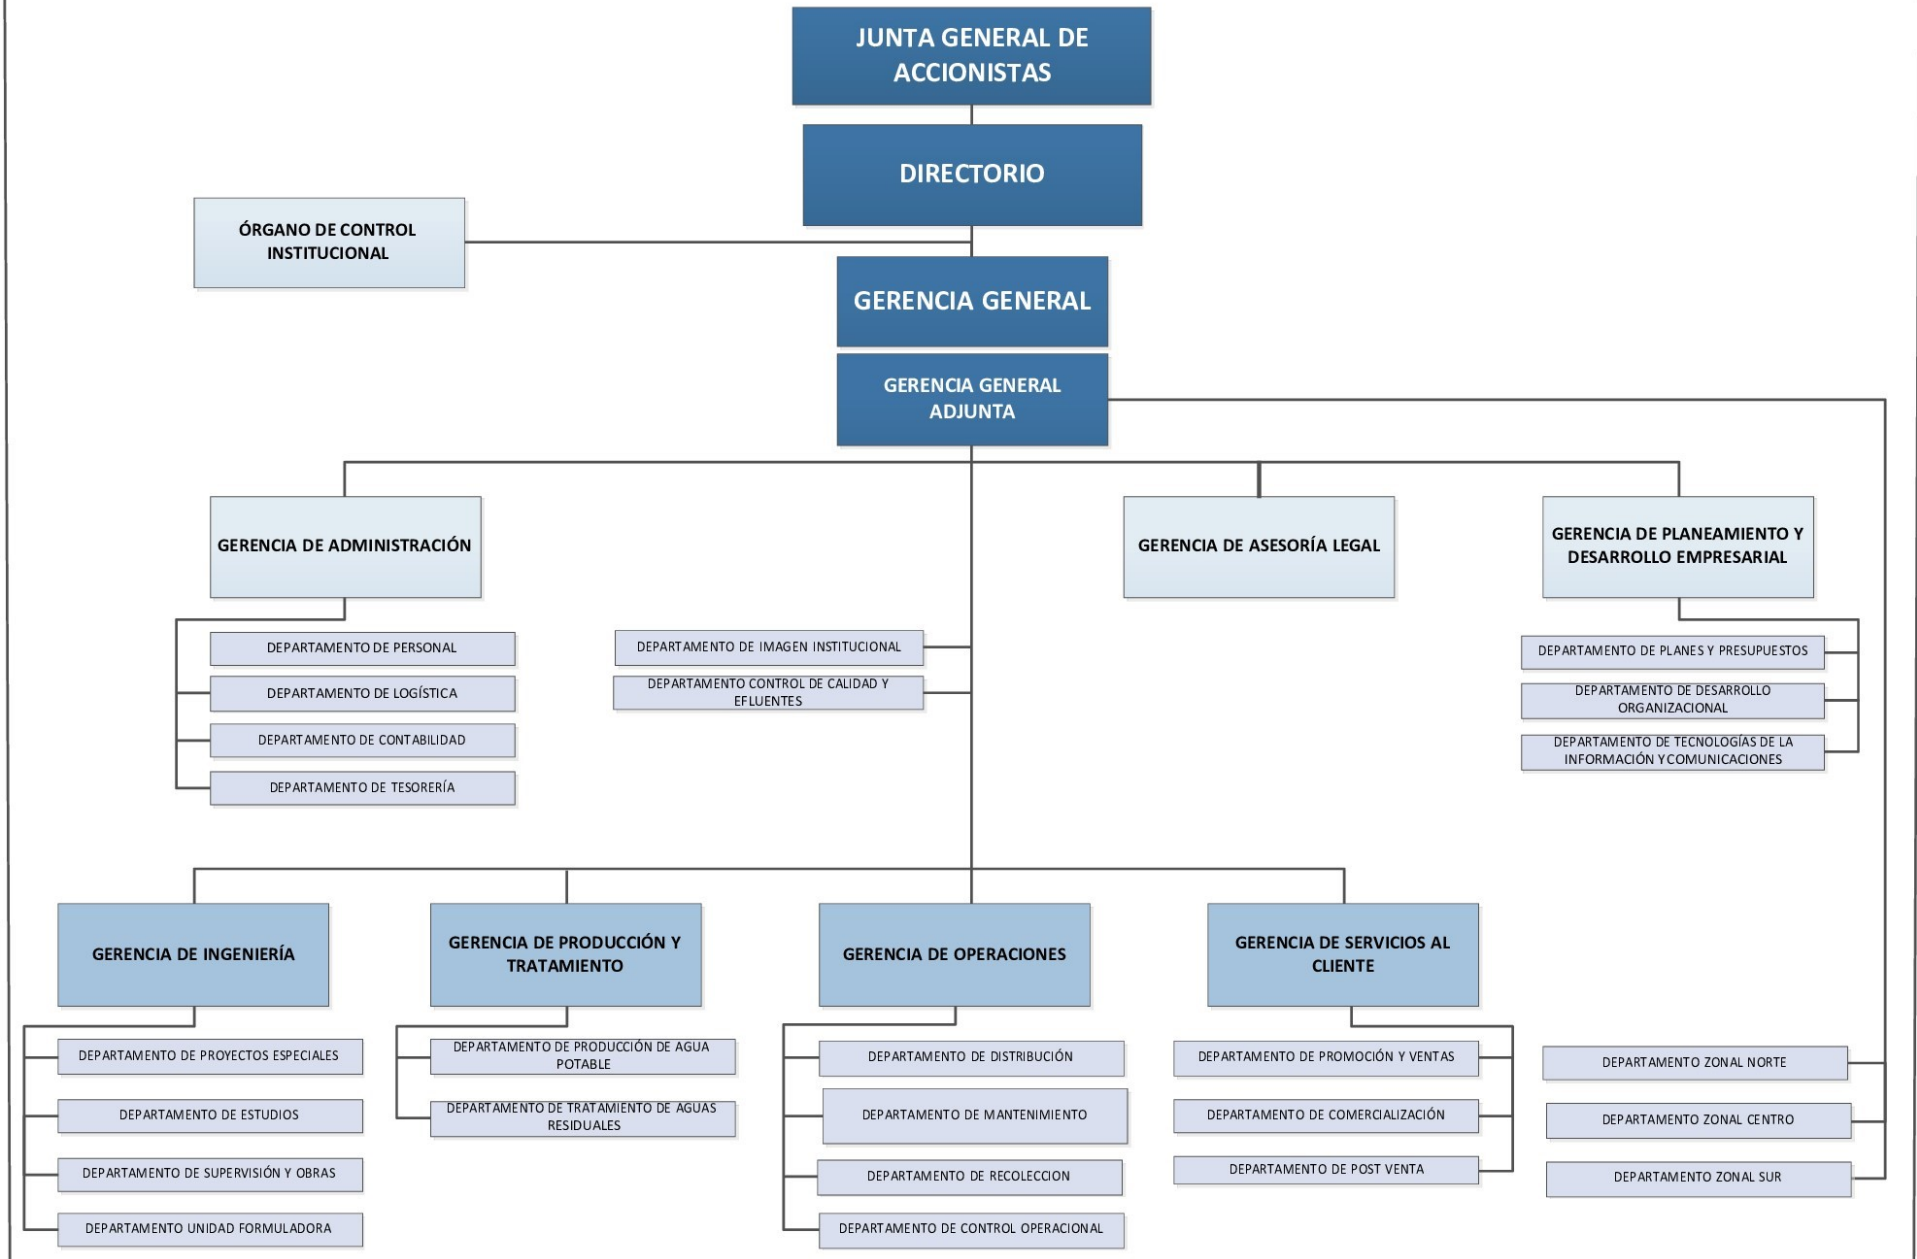 JUNTA GENERAL DE
ACCIONISTAS
DIRECTORIO
ÓRGANO DE CONTROL
INSTITUCIONAL
GERENCIA GENERAL
GERENCIA GENERAL
ADJUNTA
GERENCIA DE ADMINISTRACIÓN
GERENCIA DE ASESORÍA LEGAL
GERENCIA DE PLANEAMIENTO Y
DESARROLLO EMPRESARIAL
DEPARTAMENTO DE PERSONAL
DEPARTAMENTO DE LOGÍSTICA
DEPARTAMENTO DE CONTABILIDAD
DEPARTAMENTO DE TESORERÍA
DEPARTAMENTO DE IMAGEN INSTITUCIONAL
DEPARTAMENTO CONTROL DE CALIDAD Y
EFLUENTES
DEPARTAMENTO DE PLANES Y PRESUPUESTOS
DEPARTAMENTO DE DESARROLLO
ORGANIZACIONAL
DEPARTAMENTO DE TECNOLOGÍAS DE LA
INFORMACIÓN Y COMUNICACIONES
GERENCIA DE INGENIERÍA
GERENCIA DE PRODUCCIÓN Y
TRATAMIENTO
GERENCIA DE OPERACIONES
GERENCIA DE SERVICIOS AL
CLIENTE
DEPARTAMENTO DE PROYECTOS ESPECIALES
DEPARTAMENTO DE ESTUDIOS
DEPARTAMENTO DE SUPERVISIÓN Y OBRAS
DEPARTAMENTO UNIDAD FORMULADORA
DEPARTAMENTO DE PRODUCCIÓN DE AGUA
POTABLE
DEPARTAMENTO DE TRATAMIENTO DE AGUAS
RESIDUALES
DEPARTAMENTO DE DISTRIBUCIÓN
DEPARTAMENTO DE MANTENIMIENTO
DEPARTAMENTO DE RECOLECCION
DEPARTAMENTO DE CONTROL OPERACIONAL
DEPARTAMENTO DE PROMOCIÓN Y VENTAS
DEPARTAMENTO DE COMERCIALIZACIÓN
DEPARTAMENTO DE POST VENTA
DEPARTAMENTO ZONAL NORTE
DEPARTAMENTO ZONAL CENTRO
DEPARTAMENTO ZONAL SUR